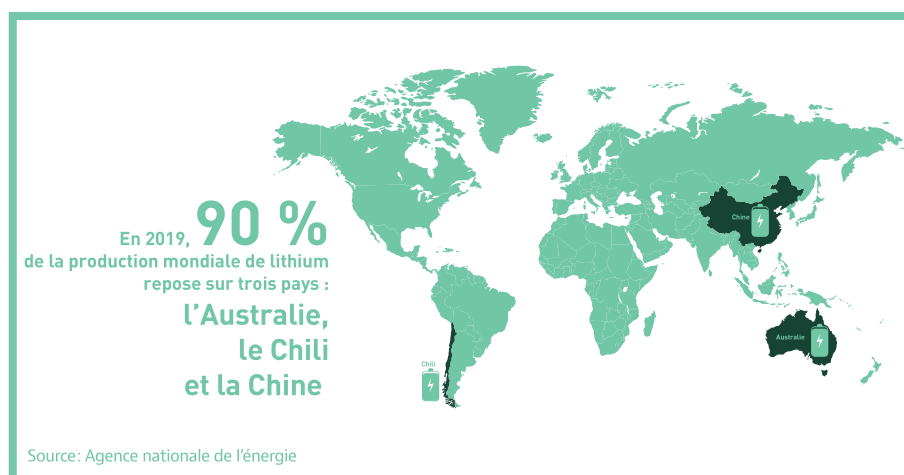 En 2019, 90 %
de la production mondiale de lithium
repose sur trois pays :
l’Australie,
le Chili
et la Chine
Chine
Australie
Chili
Source: Agence nationale de l’énergie